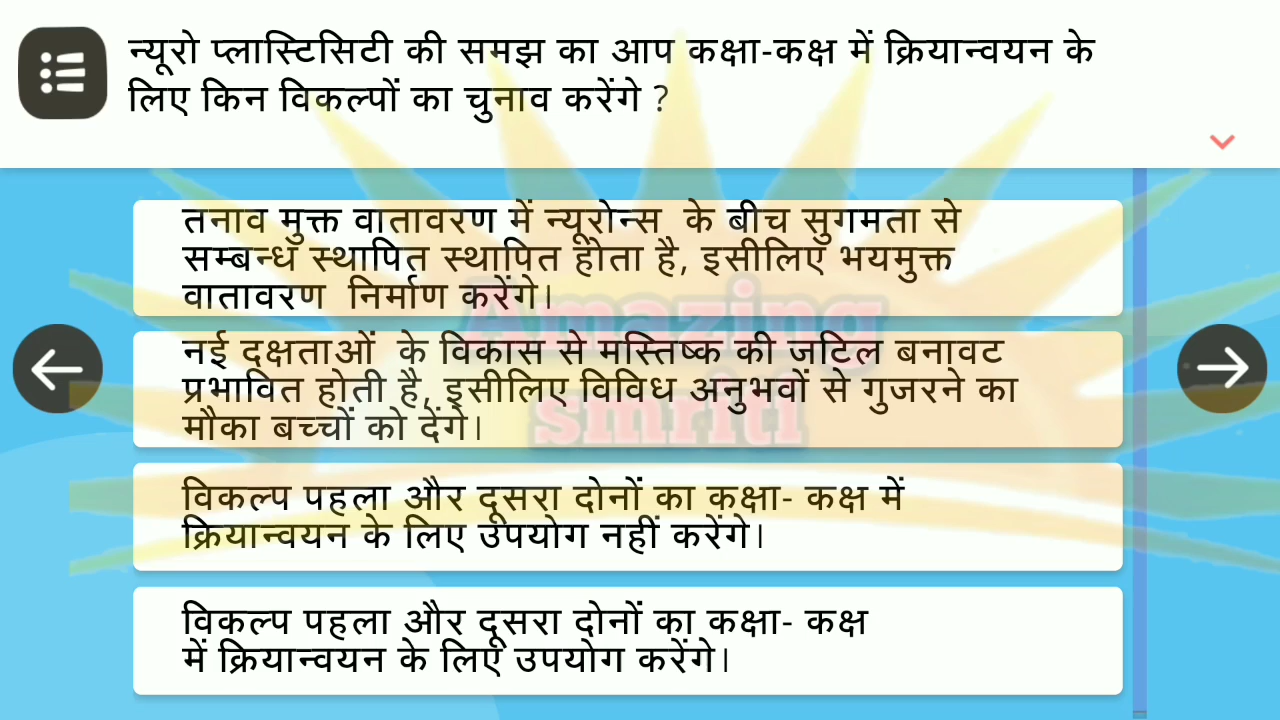 न्यूरो प्लास्टिसिटी की समझ का आप कक्षा-कक्ष में क्रियान्वयन के
लिए किन विकल्पों का चुनाव करेंगे ?
तनाव मुक्त वातावरण में न्यूरोन्स के बीच सुगमता से
सम्बन्ध स्थापित स्थापित होता है, इसीलिए भयमुक्त
वातावरण निर्माण करेंगे।
नई दक्षताओं के विकास से मस्तिष्क की जटिल बनावट
प्रभावित होती है, इसीलिए विविध अनुभवों से गुजरने का
मौका बच्चों को देंगे।
विकल्प पहला और दूसरा दोनों का कक्षा- कक्ष में
क्रियान्वयन के लिए उपयोग नहीं करेंगे।
विकल्प पहला और दूसरा दोनों का कक्षा- कक्ष
में क्रियान्वयन के लिए उपयोग करेंगे।
Amazing
smriti